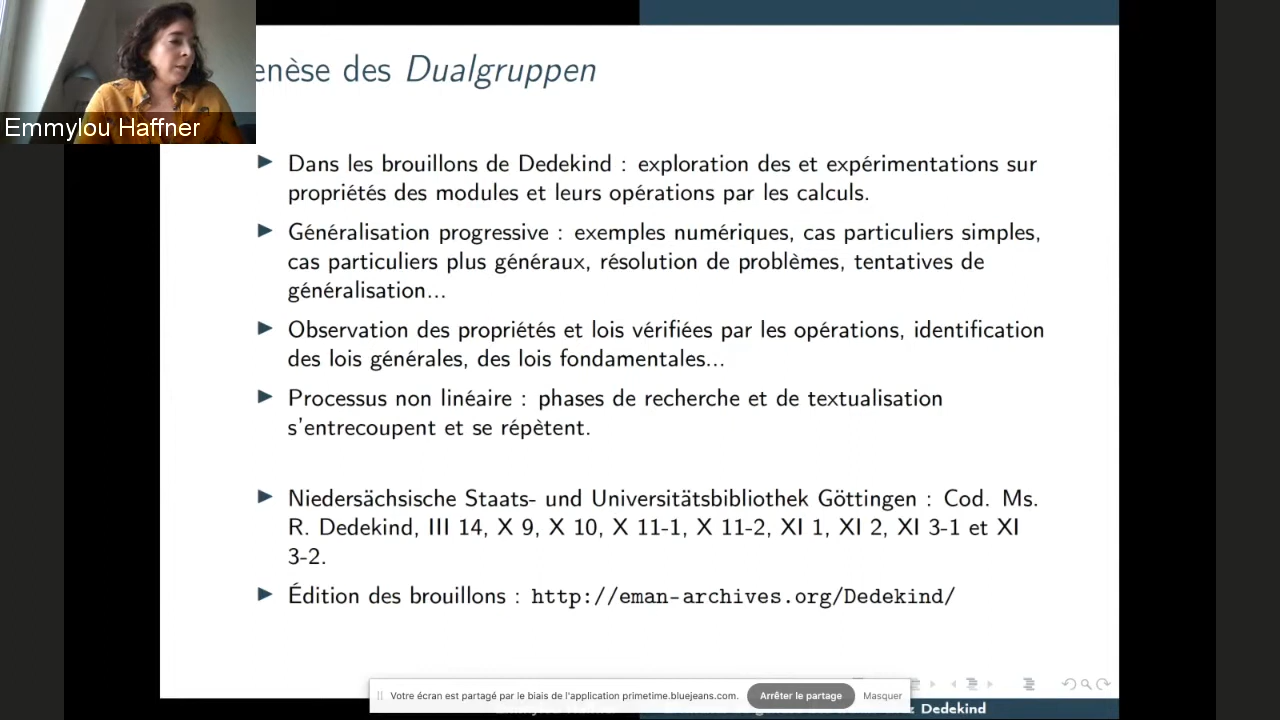 enèse des Dualgruppen
Emmylou Haffner
▶ Dans les brouillons de Dedekind : exploration des et expérimentations sur
propriétés des modules et leurs opérations par les calculs.
▶ Généralisation progressive : exemples numériques, cas particuliers simples,
cas particuliers plus généraux, résolution de problèmes, tentatives de
généralisation...
▶ Observation des propriétés et lois vérifiées par les opérations, identification
des lois générales, des lois fondamentales...
▶ Processus non linéaire : phases de recherche et de textualisation
s'entrecoupent et se répètent.
▶ Niedersächsische Staats- und Universitätsbibliothek Göttingen : Cod. Ms.
R. Dedekind, III 14, X 9, X 10, X 11-1, X 11-2, XI 1, XI 2, XI 3-1 et XI
3-2.
▶ Édition des brouillons : http://eman-archives.org/Dedekind/
Votre écran est partagé par le biais de l'application primetime.bluejeans.com. Arrêter le partage Masquer
Dedekind